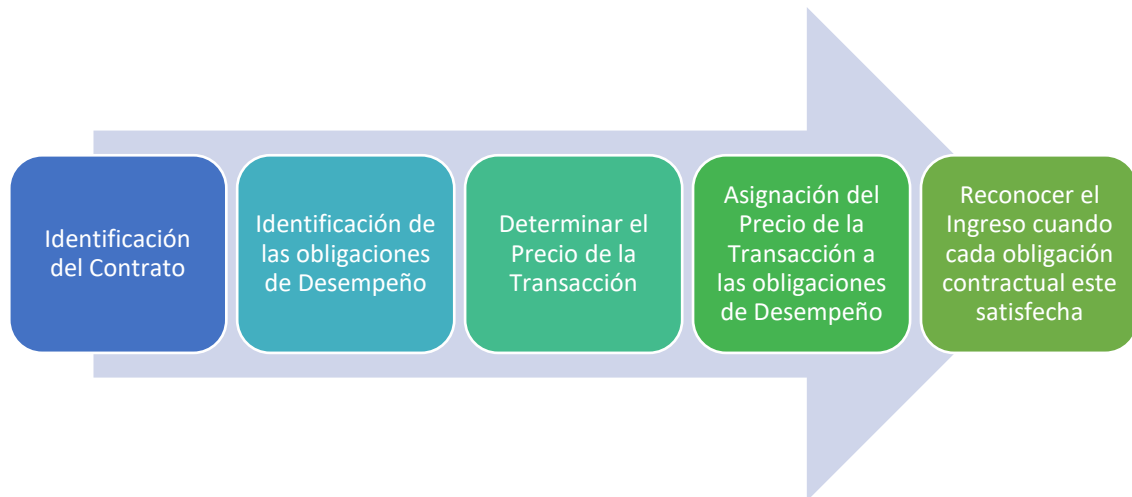 Identificación
del Contrato
Identificación de
las obligaciones
de Desempeño
Determinar el
Precio de la
Transacción
Asignación del
Precio de la
Transacción a
las obligaciones
de Desempeño
Reconocer el
Ingreso cuando
cada obligación
contractual este
satisfecha